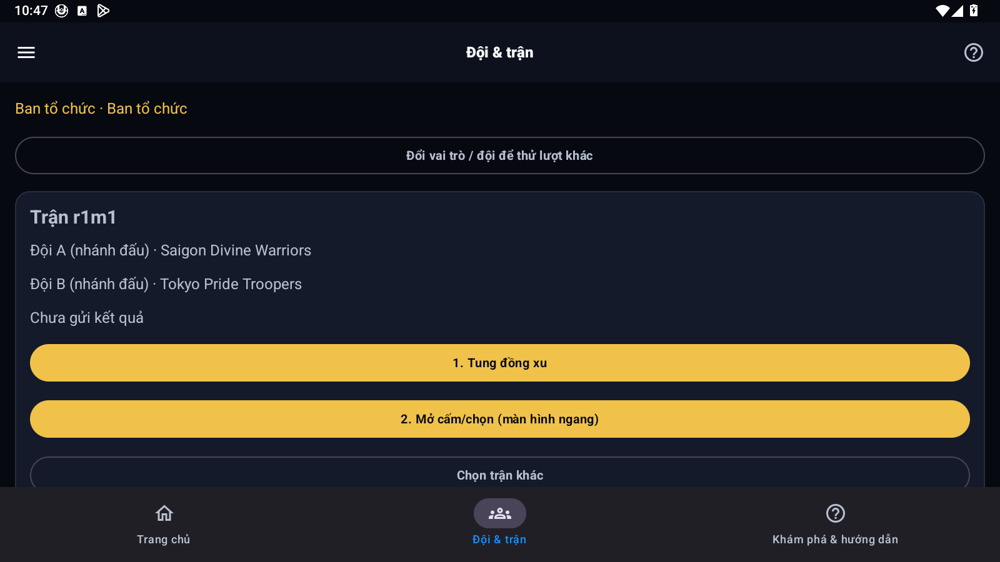 10:47
Đội & trận
Ban tổ chức · Ban tổ chức
Đổi vai trò / đội để thử lượt khác
Trận r1m1
Đội A (nhánh đấu) · Saigon Divine Warriors
Đội B (nhánh đấu) · Tokyo Pride Troopers
Chưa gửi kết quả
1. Tung đồng xu
2. Mở cấm/chọn (màn hình ngang)
Chọn trận khác
Trang chủ
Đội & trận
Khám phá & hướng dẫn